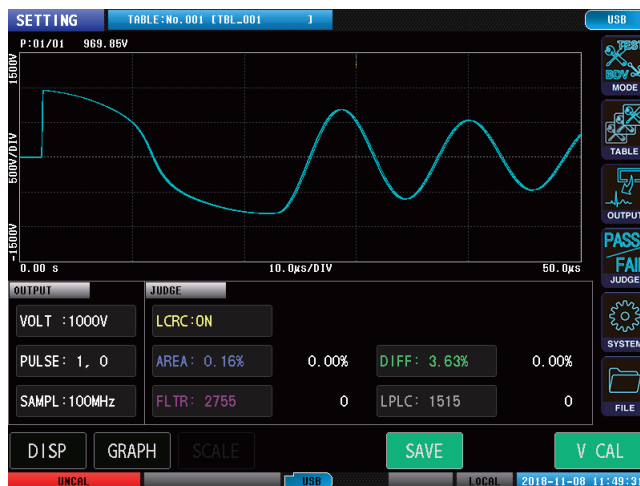 SETTING TABLE:No.001 [TBL_001 ] USB
P:01/01 969.85V
1500V
500V/DIV
-1500V
0.00 s 10.0µs/DIV 50.0µs
TEST
BDV
MODE
TABLE
OUTPUT
PASS
FAIL
JUDGE
SYSTEM
FILE
OUTPUT JUDGE
VOLT :1000V LCRC:ON
PULSE: 1, 0 AREA: 0.16% 0.00% DIFF: 3.63% 0.00%
SAMPL:100MHz FLTR: 2755 0 LPLC: 1515 0
DISP GRAPH SCALE SAVE V CAL
UNCAL USB LOCAL 2018-11-08 11:49:3